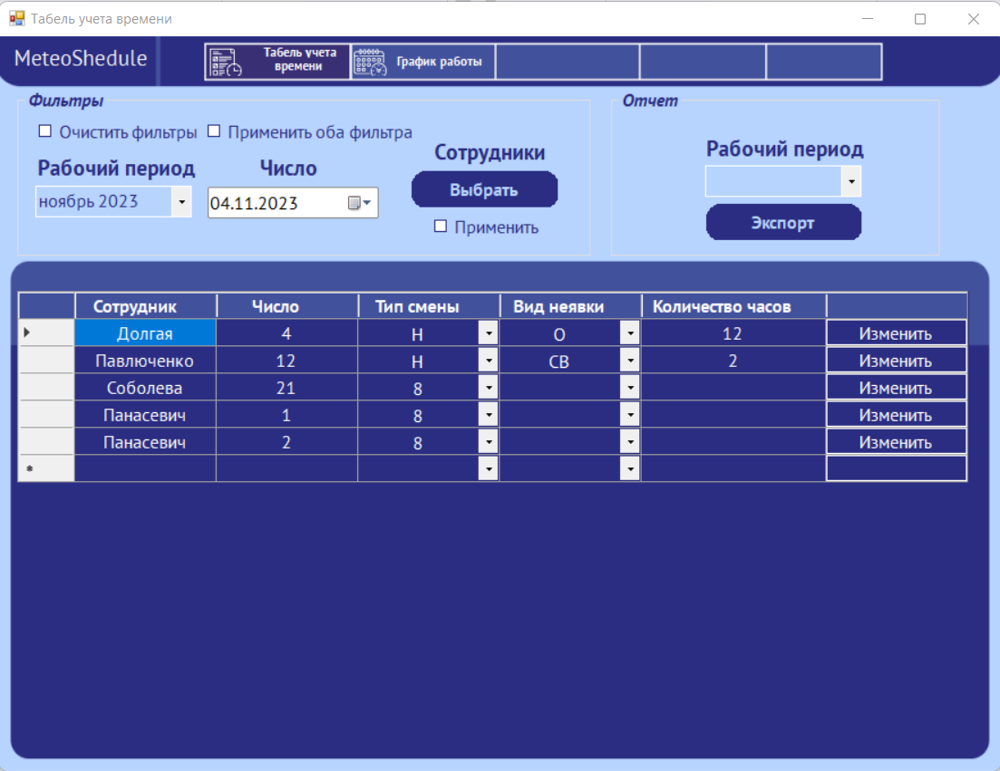 Табель учета времени
MeteoShedule
Табель учета
времени
График работы
Фильтры
Очистить фильтры
Применить оба фильтра
Рабочий период
Число
Сотрудники
ноябрь 2023
04.11.2023
Выбрать
Применить
Отчет
Рабочий период
Экспорт
Сотрудник Число Тип смены Вид неявки Количество часов
Долгая 4 Н О 12 Изменить
Павлюченко 12 Н СВ 2 Изменить
Соболева 21 8 Изменить
Панасевич 1 8 Изменить
Панасевич 2 8 Изменить